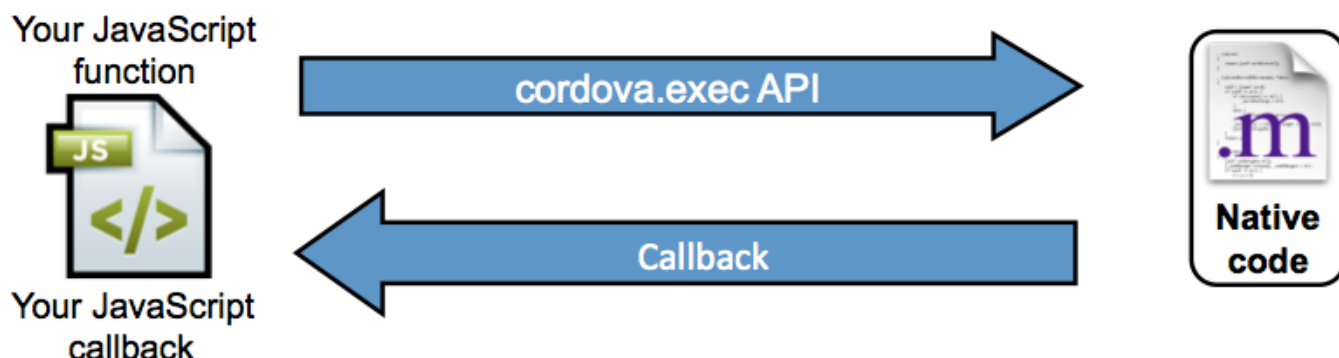 Your JavaScript
function
cordova.exec API
JS
</>
.m
Native
code
Callback
Your JavaScript
callback